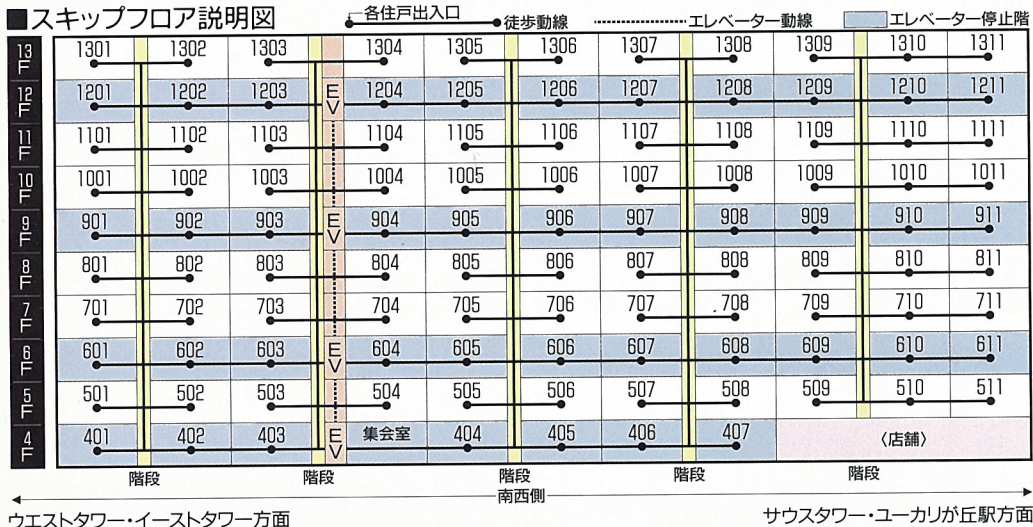 ■スキップフロア説明図 各住戸出入口 徒歩動線 エレベーター動線 エレベーター停止階
13F 1301 1302 1303 1304 1305 1306 1307 1308 1309 1310 1311
12F 1201 1202 1203 EV 1204 1205 1206 1207 1208 1209 1210 1211
11F 1101 1102 1103 1104 1105 1106 1107 1108 1109 1110 1111
10F 1001 1002 1003 1004 1005 1006 1007 1008 1009 1010 1011
9F 901 902 903 EV 904 905 906 907 908 909 910 911
8F 801 802 803 804 805 806 807 808 809 810 811
7F 701 702 703 704 705 706 707 708 709 710 711
6F 601 602 603 EV 604 605 606 607 608 609 610 611
5F 501 502 503 504 505 506 507 508 509 510 511
4F 401 402 403 EV 集会室 404 405 406 407 〈店舗〉
階段 階段 階段 階段 階段
南西側
ウエストタワー・イーストタワー方面 サウスタワー・ユーカリが丘駅方面